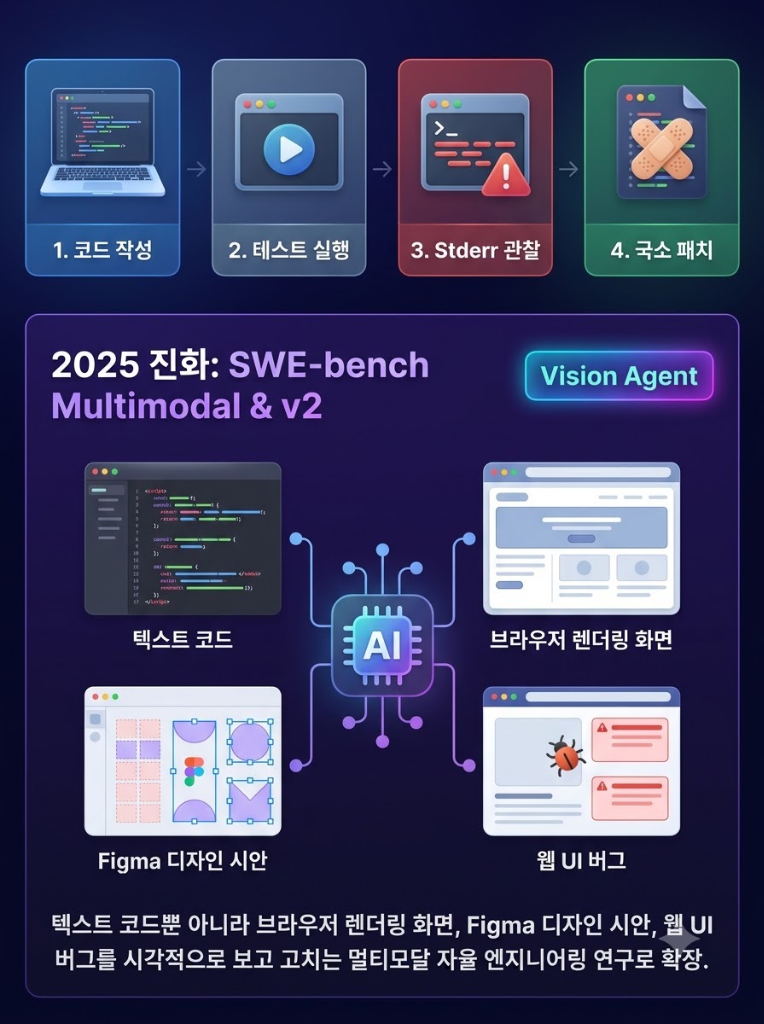 1. 코드 작성
2. 테스트 실행
3. Stderr 관찰
4. 국소 패치
2025 진화: SWE-bench
Multimodal & v2
Vision Agent
텍스트 코드
AI
브라우저 렌더링 화면
Figma 디자인 시안
웹 UI 버그
텍스트 코드뿐 아니라 브라우저 렌더링 화면, Figma 디자인 시안, 웹 UI
버그를 시각적으로 보고 고치는 멀티모달 자율 엔지니어링 연구로 확장.